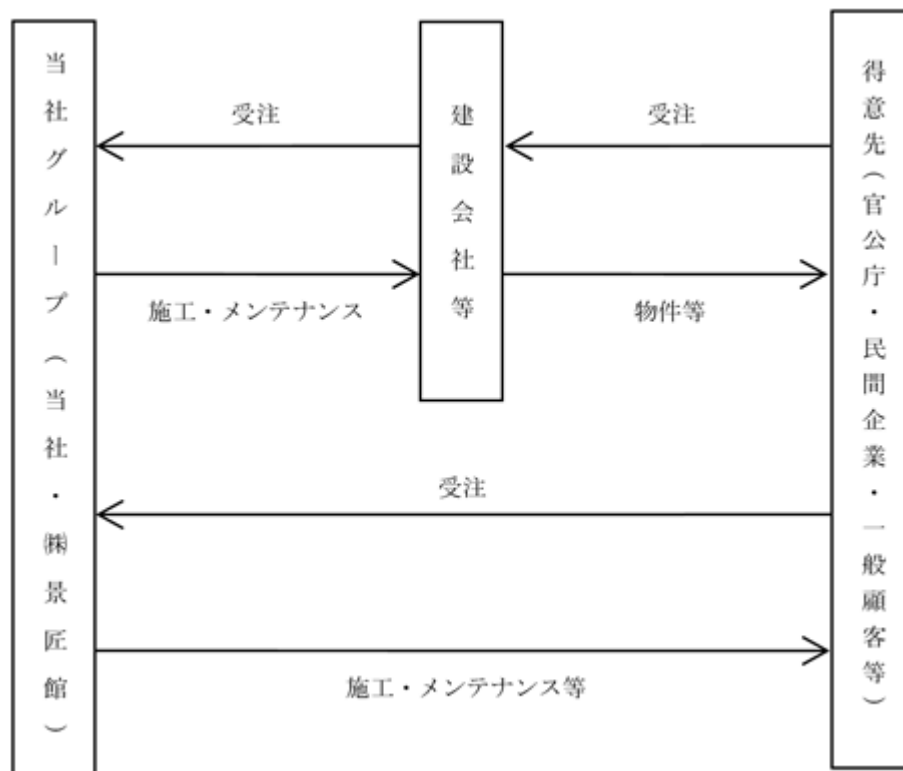 当社グループ（当社・㈱景匠館）
受注
施工・メンテナンス
建設会社等
受注
物件等
受注
施工・メンテナンス等
得意先（官公庁・民間企業・一般顧客等）